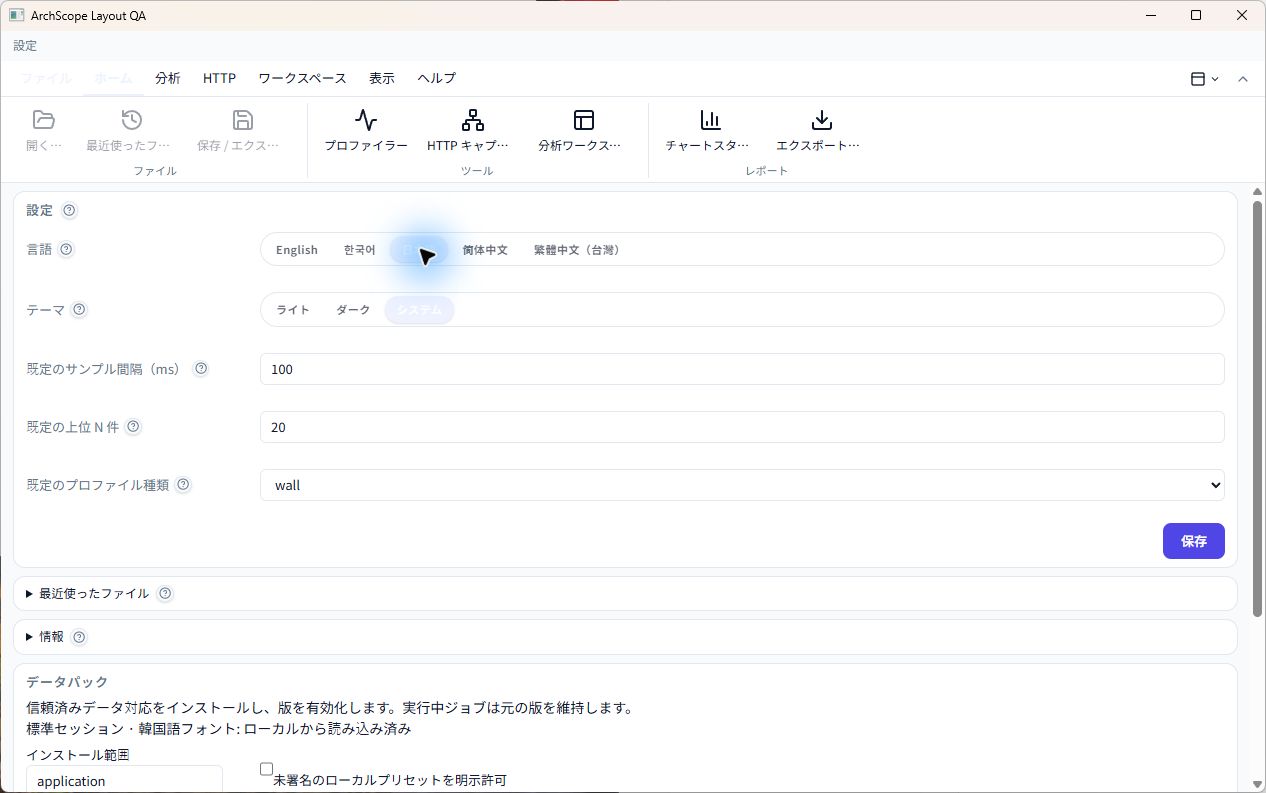 ArchScope Layout QA
設定
ファイル ホーム 分析 HTTP ワークスペース 表示 ヘルプ
開く… 最近使ったフ… 保存 / エクス… プロファイラー HTTP キャプ… 分析ワークス… チャートスタ… エクスポート…
ファイル ツール レポート
設定
言語 English 한국어 简体中文 繁體中文（台灣）
テーマ ライト ダーク システム
既定のサンプル間隔（ms） 100
既定の上位 N 件 20
既定のプロファイル種類 wall
保存
最近使ったファイル
情報
データパック
信頼済みデータ対応をインストールし、版を有効化します。実行中ジョブは元の版を維持します。
標準セッション · 韓国語フォント: ローカルから読み込み済み
インストール範囲
application 未署名のローカルプリセットを明示許可